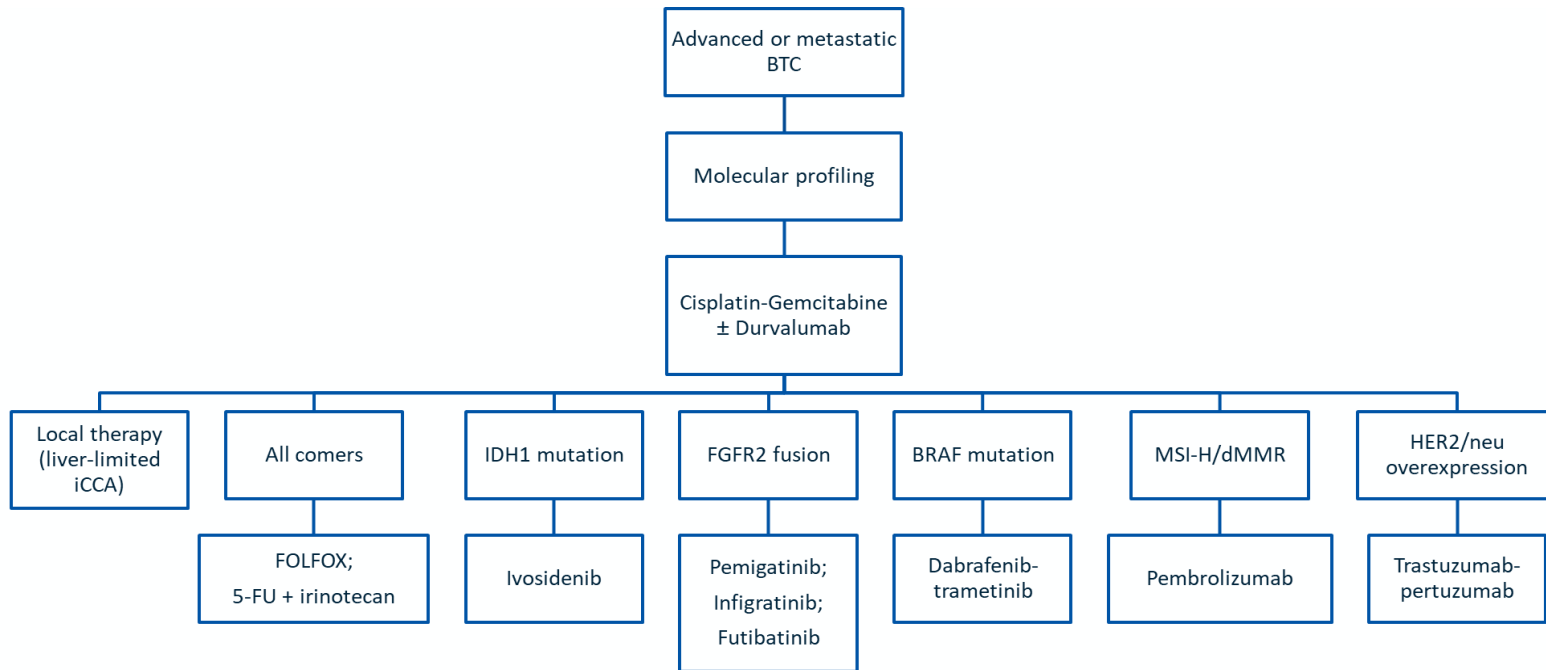 Advanced or metastatic
BTC
Molecular profiling
Cisplatin-Gemcitabine
± Durvalumab
Local therapy
(liver-limited
iCCA)
All comers
IDH1 mutation
FGFR2 fusion
BRAF mutation
MSI-H/dMMR
HER2/neu
overexpression
FOLFOX;
5-FU + irinotecan
Ivosidenib
Pemigatinib;
Infigratinib;
Futibatinib
Dabrafenib-
trametinib
Pembrolizumab
Trastuzumab-
pertuzumab